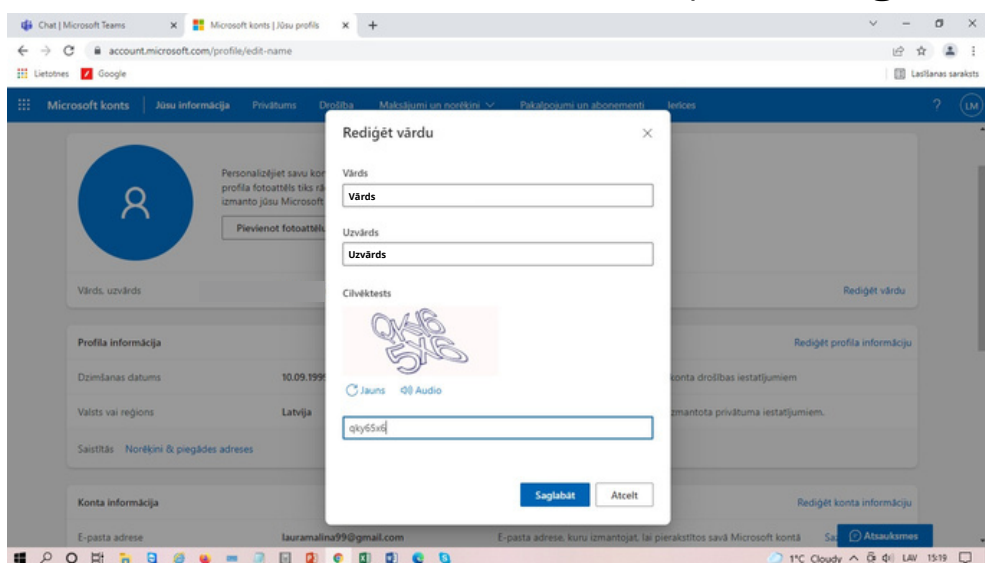 Chat | Microsoft Teams
Microsoft konts | Jūsu profils
account.microsoft.com/profile/edit-name
Lietotnes
Google
Lasīšanas saraksts
Microsoft konts
Jūsu informācija
Privātums
Drošība
Maksājumi un norēķini
Pakalpojumi un abonementi
Ierīces
?
LM
Personalizējiet savu kon
profila fotoattēls tiks rā
izmanto jūsu Microsoft
Pievienot fotoattēlu
Vārds, uzvārds
Rediģēt vārdu
Rediģēt vārdu
Vārds
Vārds
Uzvārds
Uzvārds
Cilvēktests
Jauns
Audio
qky65x6
Saglabāt
Atcelt
Profila informācija
Rediģēt profila informāciju
Dzimšanas datums
10.09.1999
konta drošības iestatījumiem
Valsts vai reģions
Latvija
zmantota privātuma iestatījumiem.
Saistītās
Norēķini & piegādes adreses
Konta informācija
Rediģēt konta informāciju
E-pasta adrese
lauramalina99@gmail.com
E-pasta adrese, kuru izmantojat, lai pierakstītos savā Microsoft kontā
Atsauksmes
1°C Cloudy
LAV
15:19